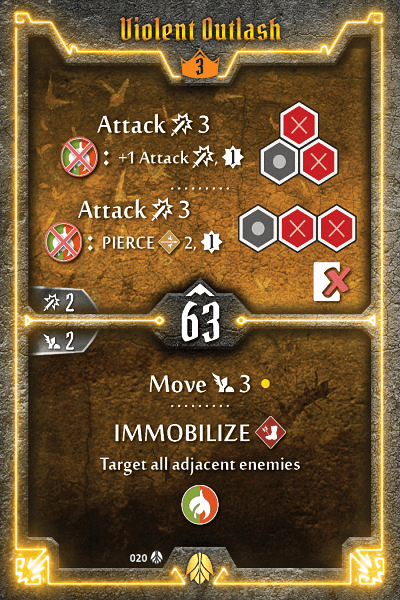 Violent Outlash
3
Attack 3
: +1 Attack , 1
Attack 3
: PIERCE 2, 1
2
63
2
Move 3
IMMOBILIZE
Target all adjacent enemies
020